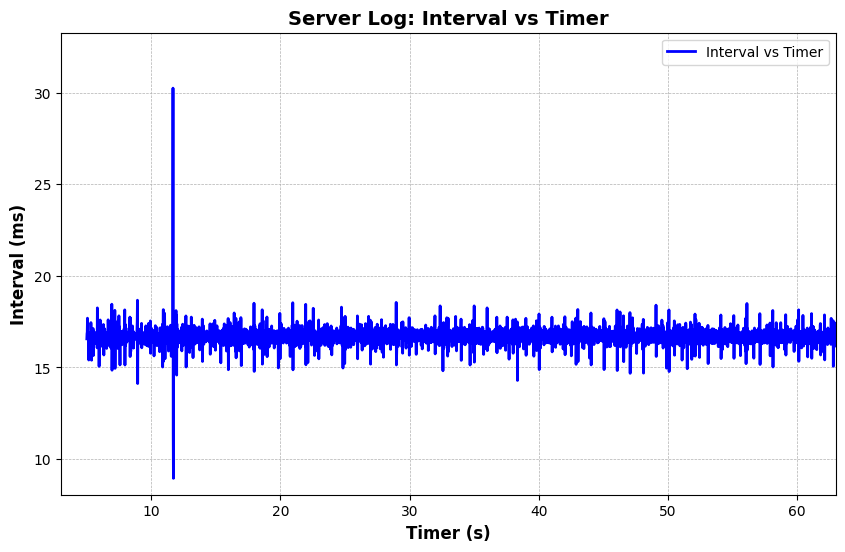 Server Log: Interval vs Timer
Interval vs Timer
30
25
20
15
10
Interval (ms)
10 20 30 40 50 60
Timer (s)